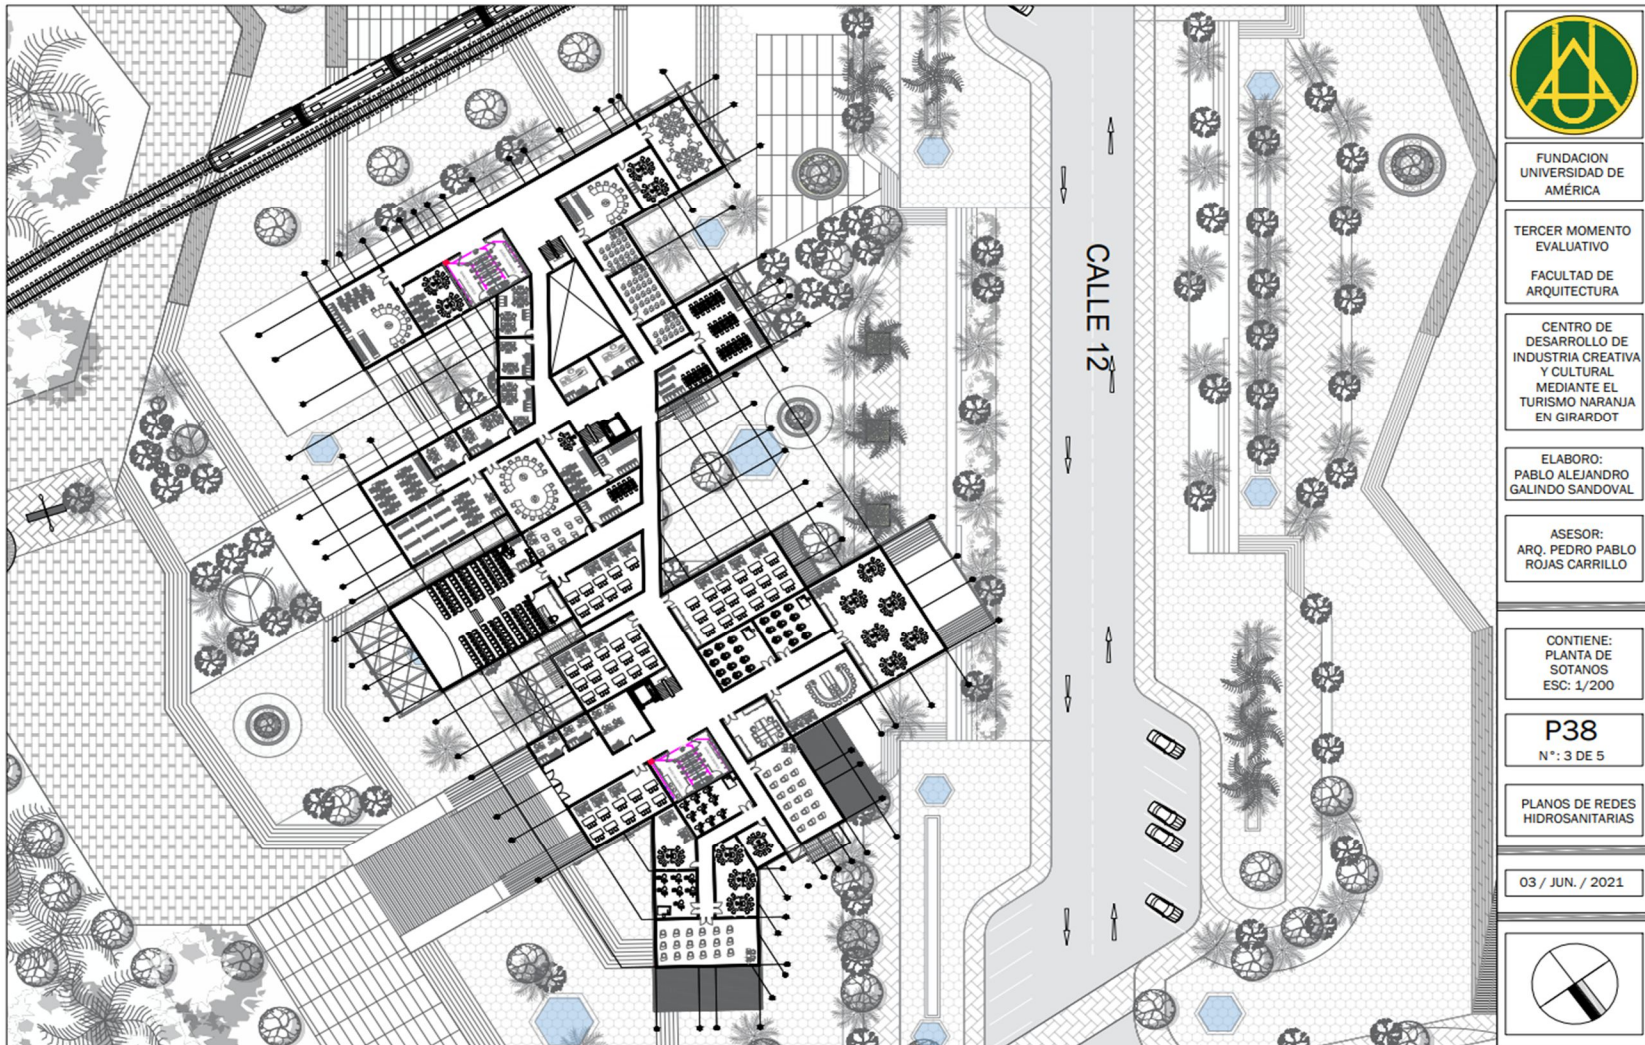 CALLE 12
FUNDACION
UNIVERSIDAD DE
AMÉRICA
TERCER MOMENTO
EVALUATIVO
FACULTAD DE
ARQUITECTURA
CENTRO DE
DESARROLLO DE
INDUSTRIA CREATIVA
Y CULTURAL
MEDIANTE EL
TURISMO NARANJA
EN GIRARDOT
ELABORO:
PABLO ALEJANDRO
GALINDO SANDOVAL
ASESOR:
ARQ. PEDRO PABLO
ROJAS CARRILLO
CONTIENE:
PLANTA DE
SOTANOS
ESC: 1/200
P38
N°: 3 DE 5
PLANOS DE REDES
HIDROSANITARIAS
03 / JUN. / 2021